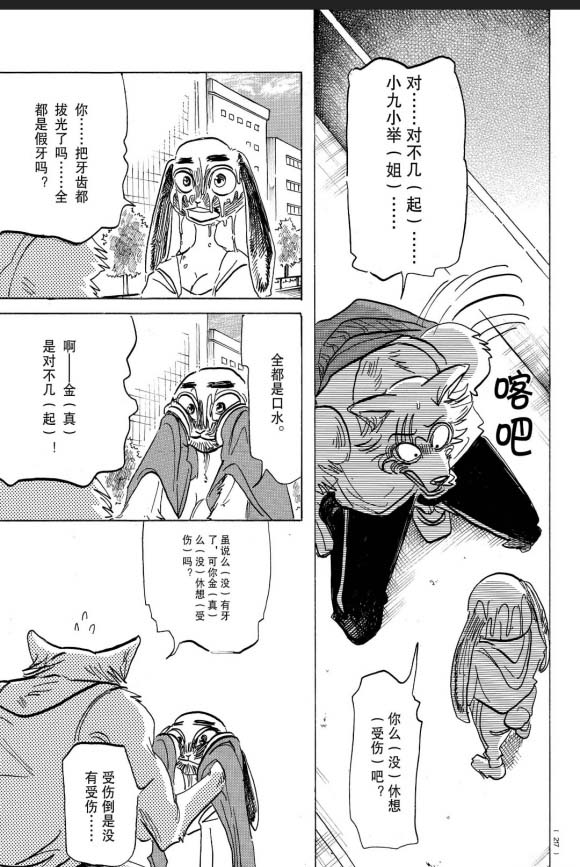 对……对不几（起）……
小九小举（姐）……
喀吧
你么（没）休想
（受伤）吧？
你……把牙齿都
拔光了吗……全
都是假牙吗？
全都是口水。
啊——金（真）
是对不几（起）！
虽说么（没）有牙
了，可你金（真）
么（没）休想（受
伤）吗？
受伤倒是没
有受伤……